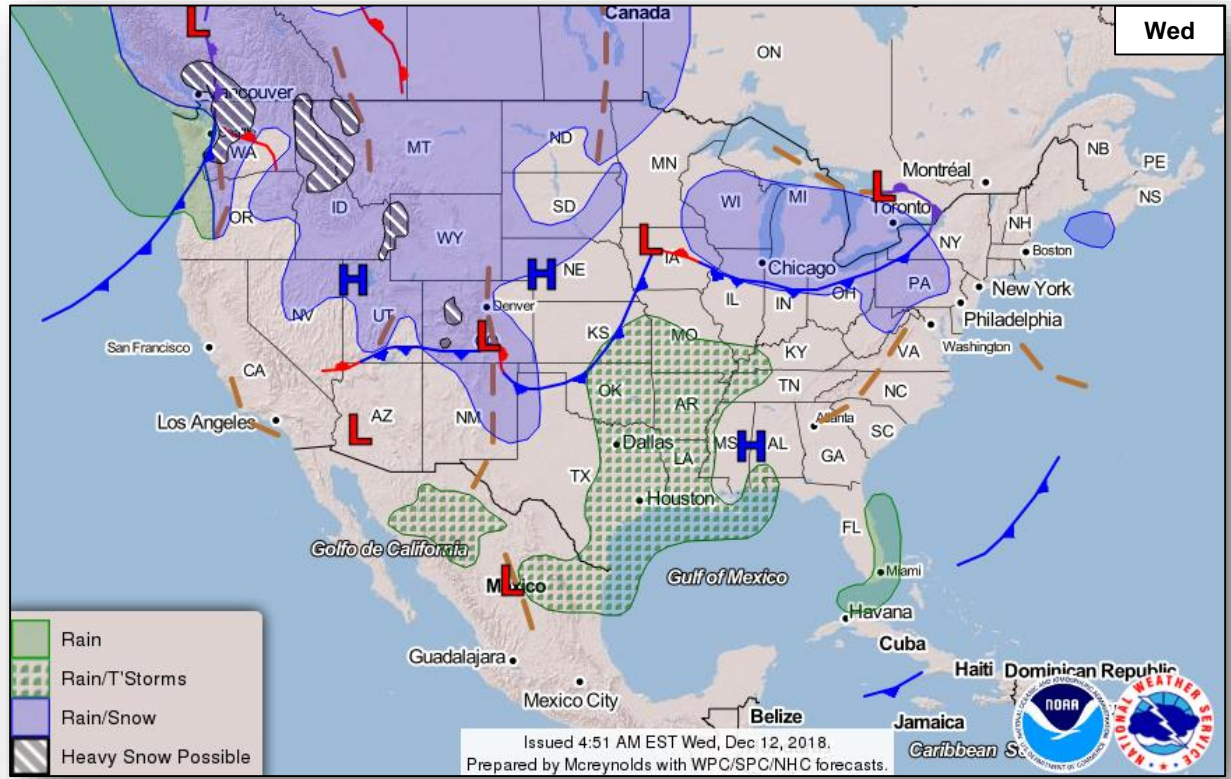 Wed
L
Canada
ON
Vancouver
WA
MT
ND
MN
Montréal
NB
PE
NS
L
Toronto
OR
ID
SD
WI
MI
NH
Boston
WY
L
IA
NY
H
H
NE
Chicago
PA
New York
NV
UT
Denver
IL
IN
OH
Philadelphia
San Francisco
L
KS
MO
KY
VA
Washington
CA
OK
TN
NC
Los Angeles
AZ
L
NM
AR
Atlanta
SC
Dallas
MS
H
AL
GA
LA
TX
Houston
FL
Golfo de California
Miami
Gulf of Mexico
L
Mexico
Havana
Cuba
Guadalajara
Haiti
Dominican Republic
Mexico City
Belize
Jamaica
Caribbean S
Rain
Rain/T'Storms
Rain/Snow
Heavy Snow Possible
Issued 4:51 AM EST Wed, Dec 12, 2018.
Prepared by Mcreynolds with WPC/SPC/NHC forecasts.
NOAA
NATIONAL WEATHER SERVICE